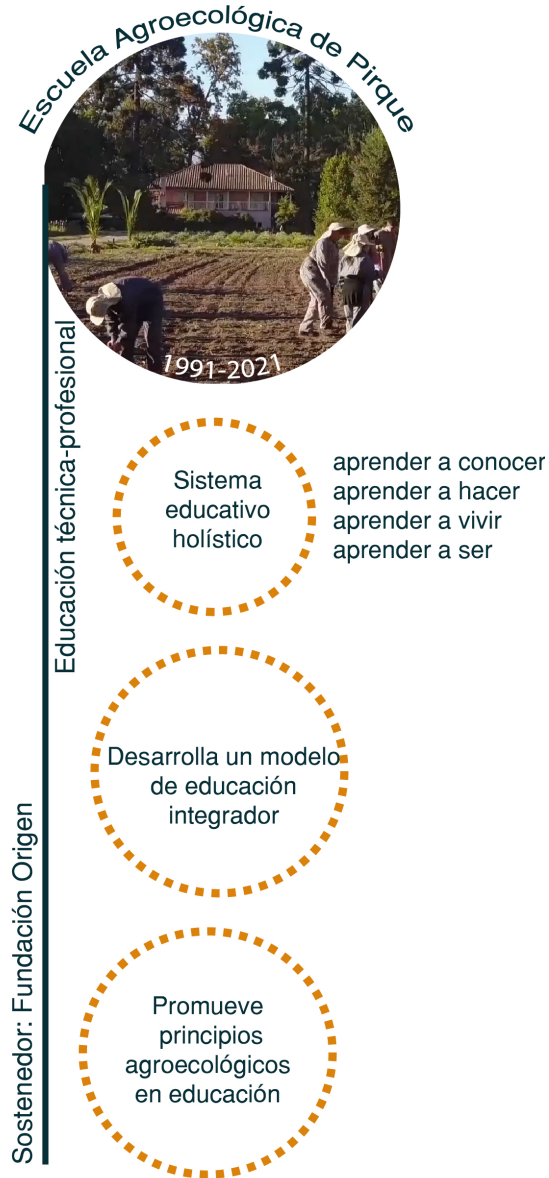 Escuela Agroecológica de Pirque
1991-2021
Educación técnica-profesional
Sistema
educativo
holístico
aprender a conocer
aprender a hacer
aprender a vivir
aprender a ser
Desarrolla un modelo
de educación
integrador
Sostenedor: Fundación Origen
Promueve
principios
agroecológicos
en educación